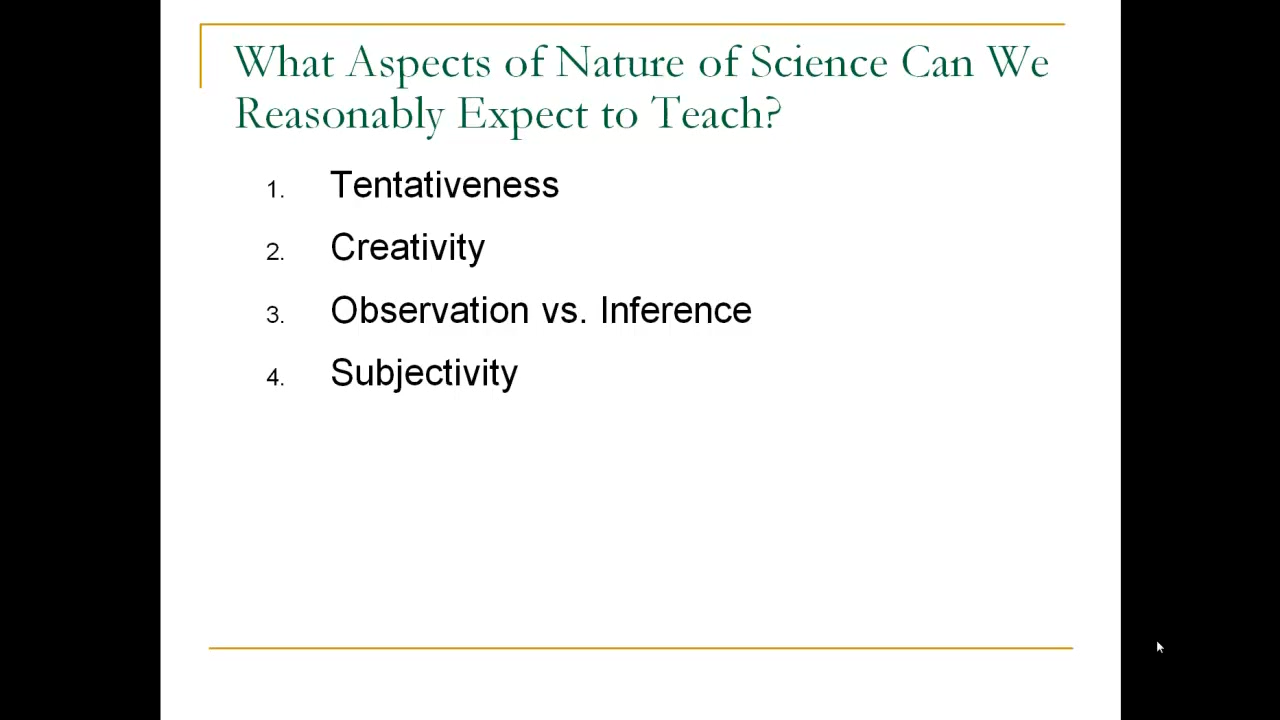 What Aspects of Nature of Science Can We
Reasonably Expect to Teach?
1. Tentativeness
2. Creativity
3. Observation vs. Inference
4. Subjectivity